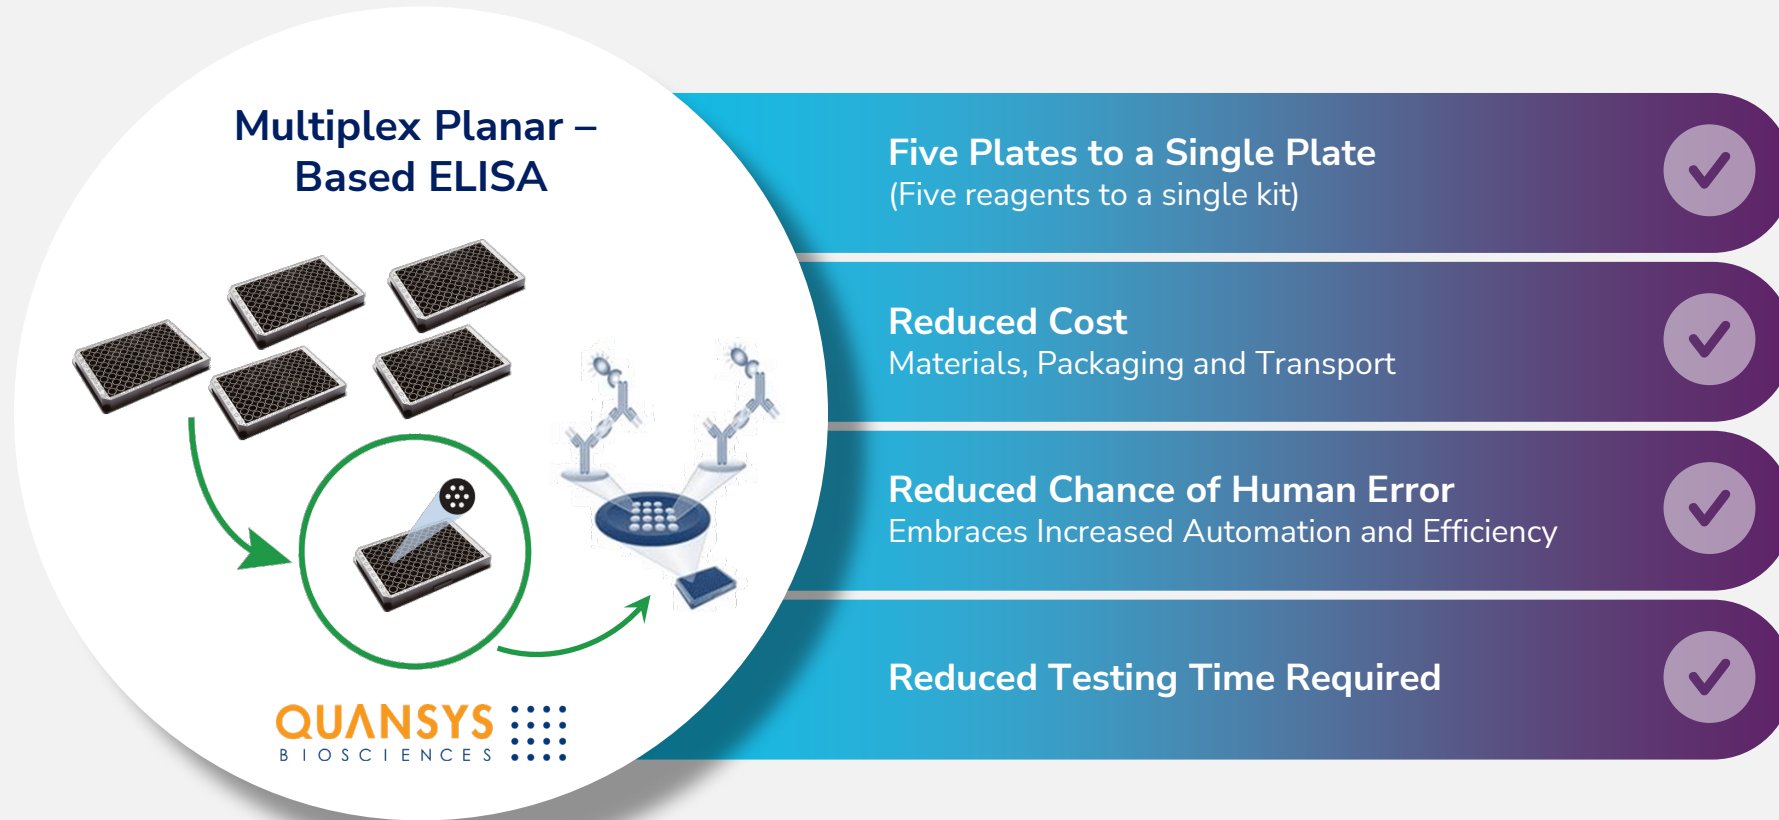 Multiplex Planar –
Based ELISA
QUANSYS
BIOSCIENCES
Five Plates to a Single Plate
(Five reagents to a single kit)
Reduced Cost
Materials, Packaging and Transport
Reduced Chance of Human Error
Embraces Increased Automation and Efficiency
Reduced Testing Time Required